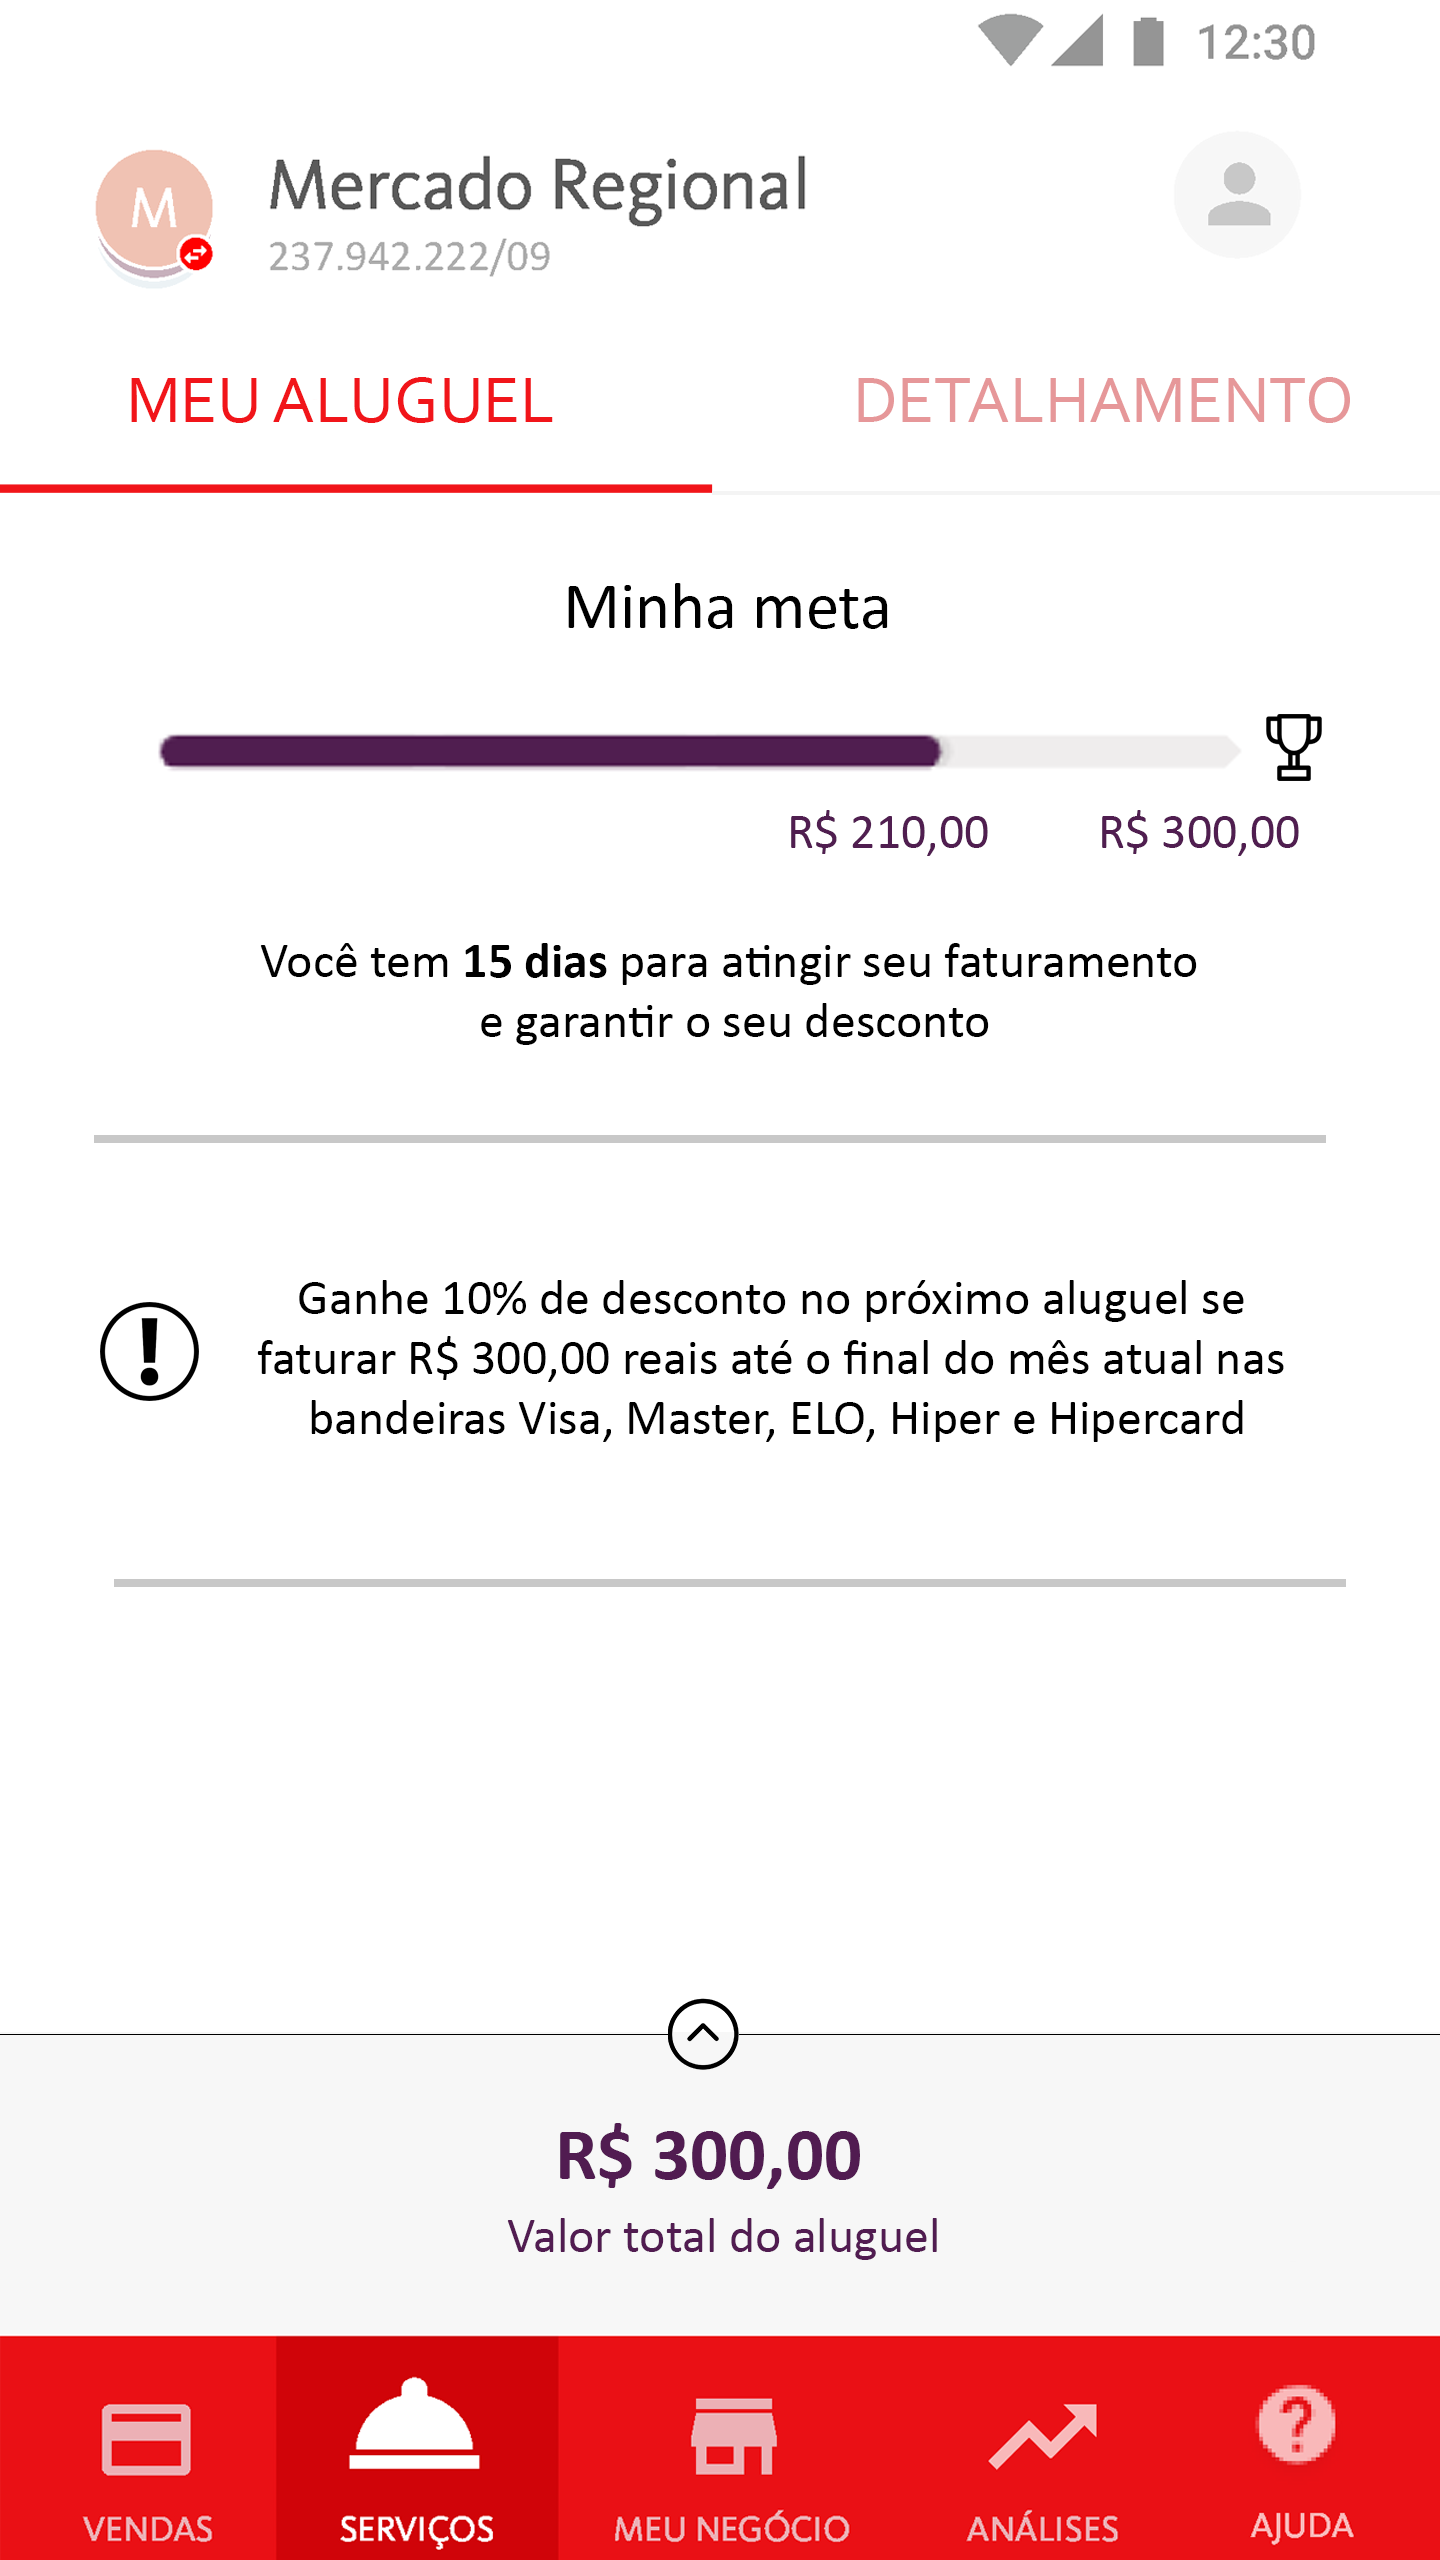 12:30
M
Mercado Regional
237.942.222/09
MEU ALUGUEL
DETALHAMENTO
Minha meta
R$ 210,00
R$ 300,00
Você tem 15 dias para atingir seu faturamento
e garantir o seu desconto
Ganhe 10% de desconto no próximo aluguel se
faturar R$ 300,00 reais até o final do mês atual nas
bandeiras Visa, Master, ELO, Hiper e Hipercard
R$ 300,00
Valor total do aluguel
VENDAS
SERVIÇOS
MEU NEGÓCIO
ANÁLISES
AJUDA